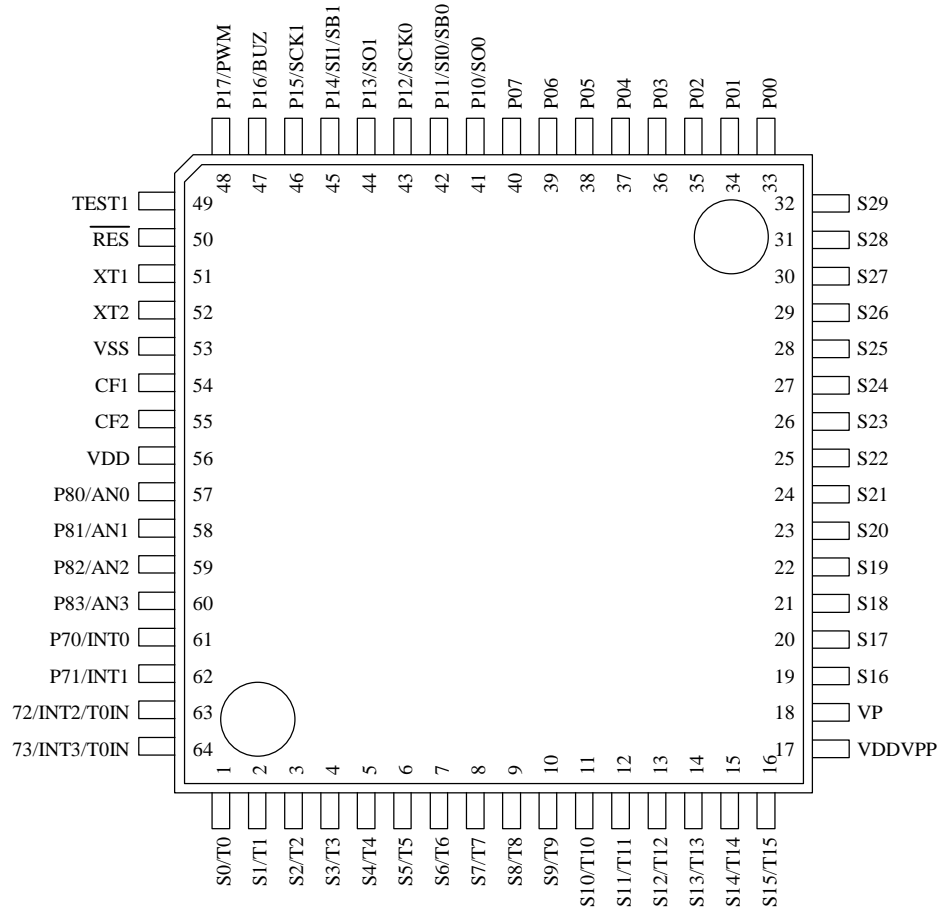 P17/PWM
P16/BUZ
P15/SCK1
P14/SI1/SB1
P13/SO1
P12/SCK0
P11/SI0/SB0
P10/SO0
P07
P06
P05
P04
P03
P02
P01
P00
48
47
46
45
44
43
42
41
40
39
38
37
36
35
34
33
TEST1 49
RES 50
XT1 51
XT2 52
VSS 53
CF1 54
CF2 55
VDD 56
P80/AN0 57
P81/AN1 58
P82/AN2 59
P83/AN3 60
P70/INT0 61
P71/INT1 62
72/INT2/T0IN 63
73/INT3/T0IN 64
32 S29
31 S28
30 S27
29 S26
28 S25
27 S24
26 S23
25 S22
24 S21
23 S20
22 S19
21 S18
20 S17
19 S16
18 VP
17 VDDVPP
1
2
3
4
5
6
7
8
9
10
11
12
13
14
15
16
S0/T0
S1/T1
S2/T2
S3/T3
S4/T4
S5/T5
S6/T6
S7/T7
S8/T8
S9/T9
S10/T10
S11/T11
S12/T12
S13/T13
S14/T14
S15/T15